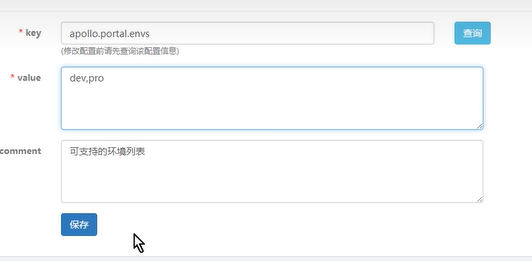 * key
apollo.portal.envs
查询
(修改配置前请先查询该配置信息)
* value
dev,pro
comment
可支持的环境列表
保存